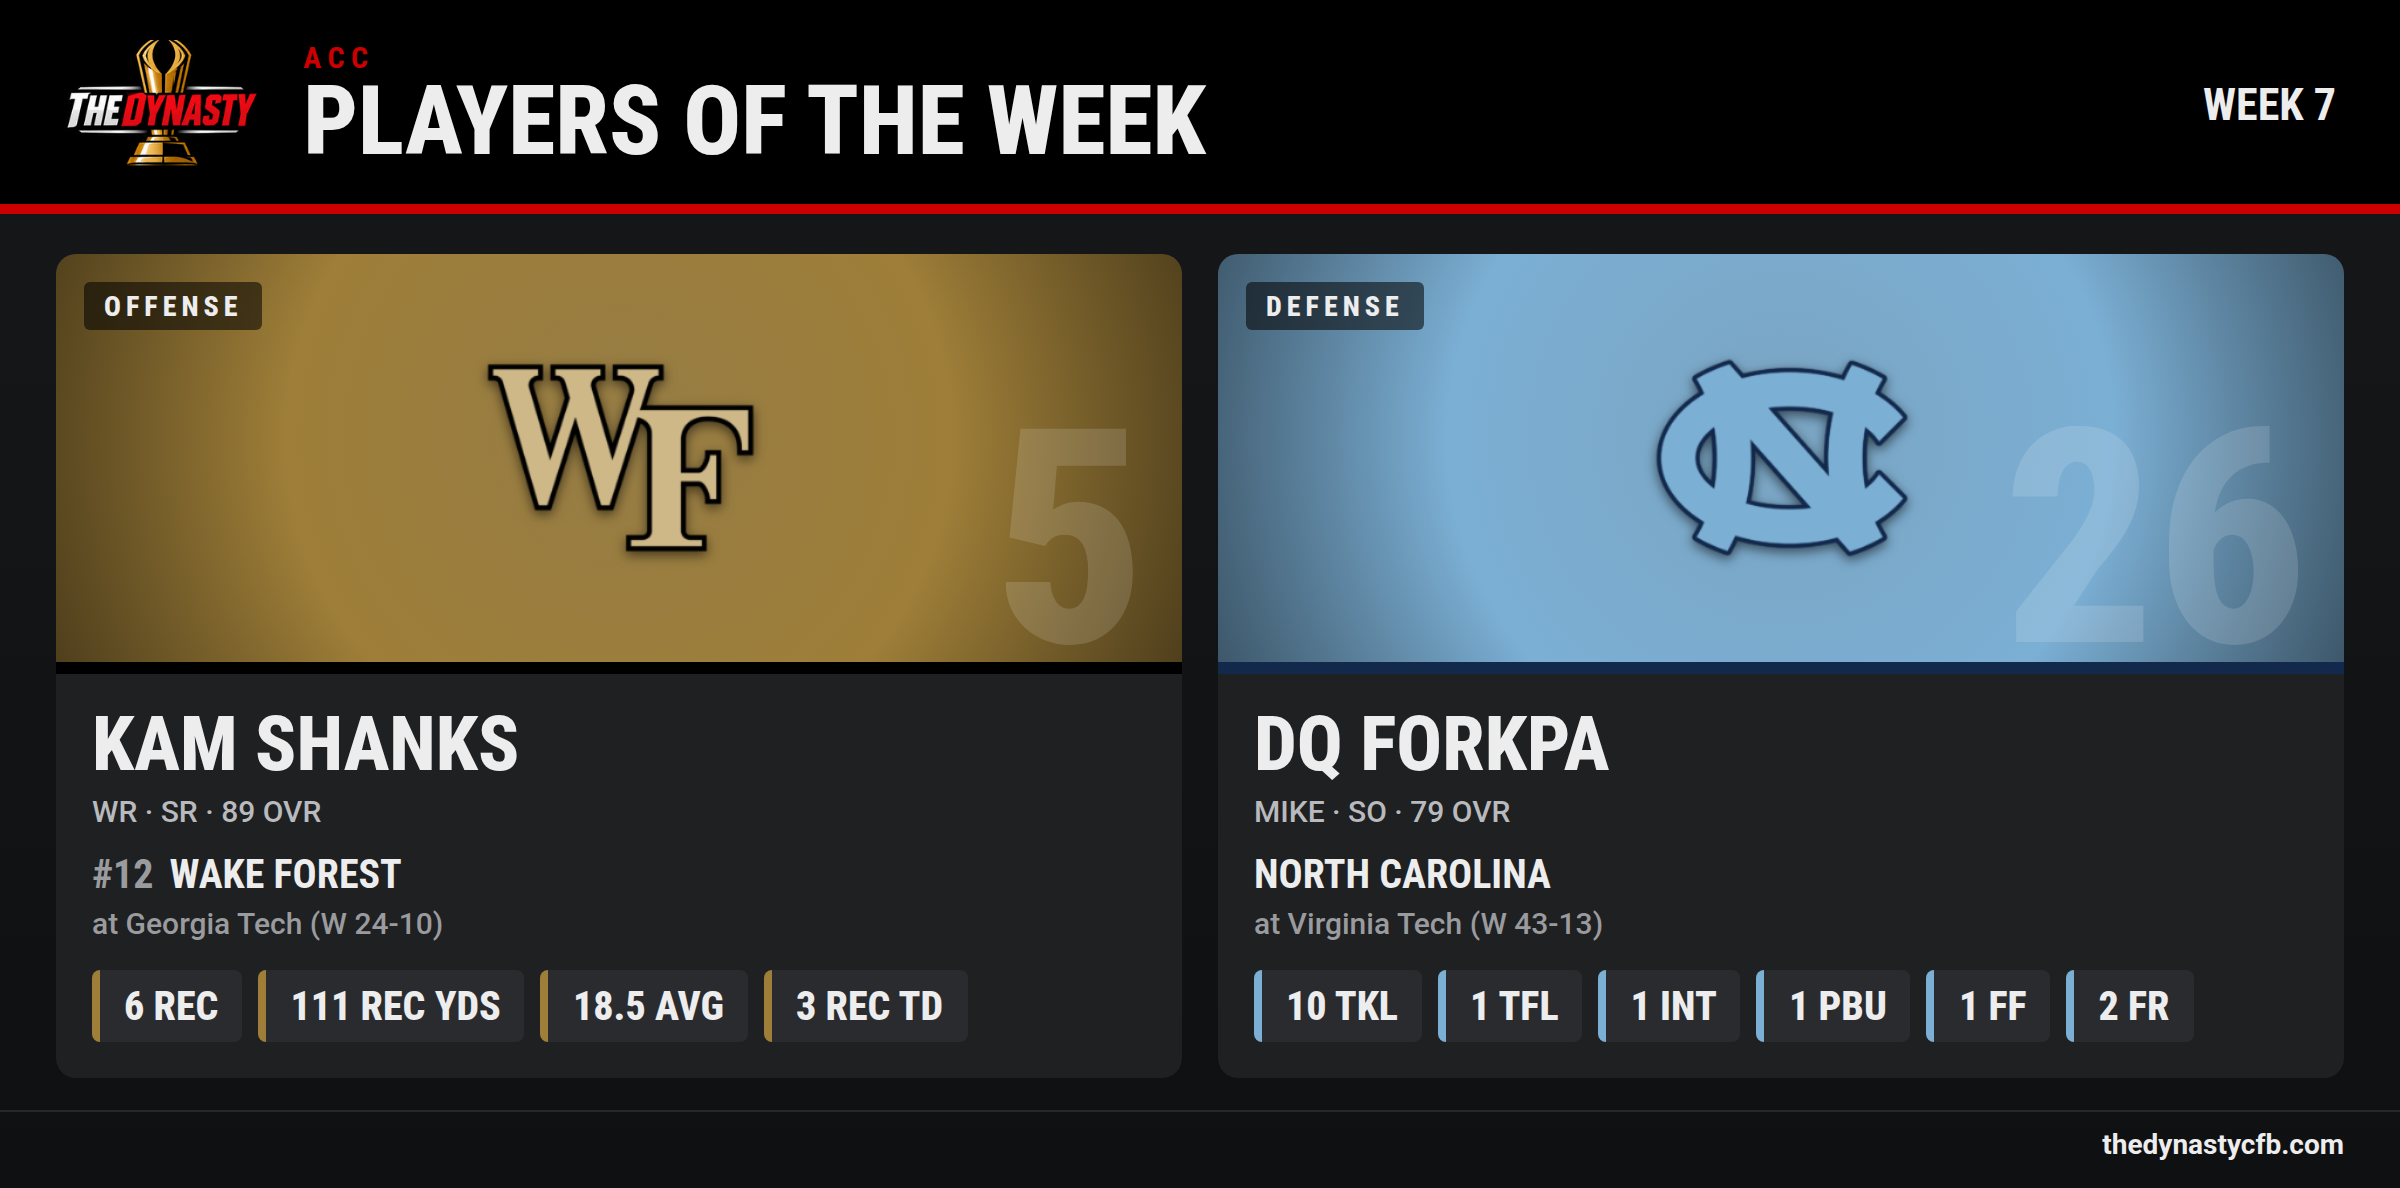 THE DYNASTY
ACC
PLAYERS OF THE WEEK
WEEK 7
OFFENSE
WF
5
KAM SHANKS
WR · SR · 89 OVR
#12 WAKE FOREST
at Georgia Tech (W 24-10)
6 REC
111 REC YDS
18.5 AVG
3 REC TD
DEFENSE
NC
26
DQ FORKPA
MIKE · SO · 79 OVR
NORTH CAROLINA
at Virginia Tech (W 43-13)
10 TKL
1 TFL
1 INT
1 PBU
1 FF
2 FR
thedynastycfb.com